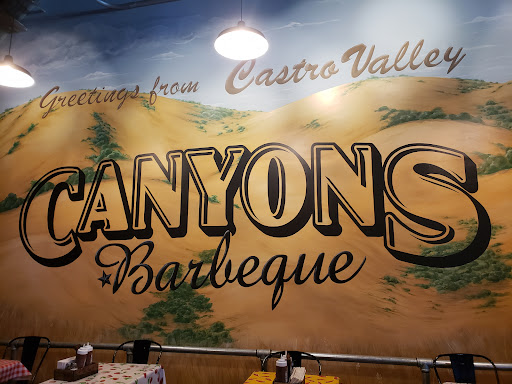 Greetings from Castro Valley
CANYONS
Barbeque